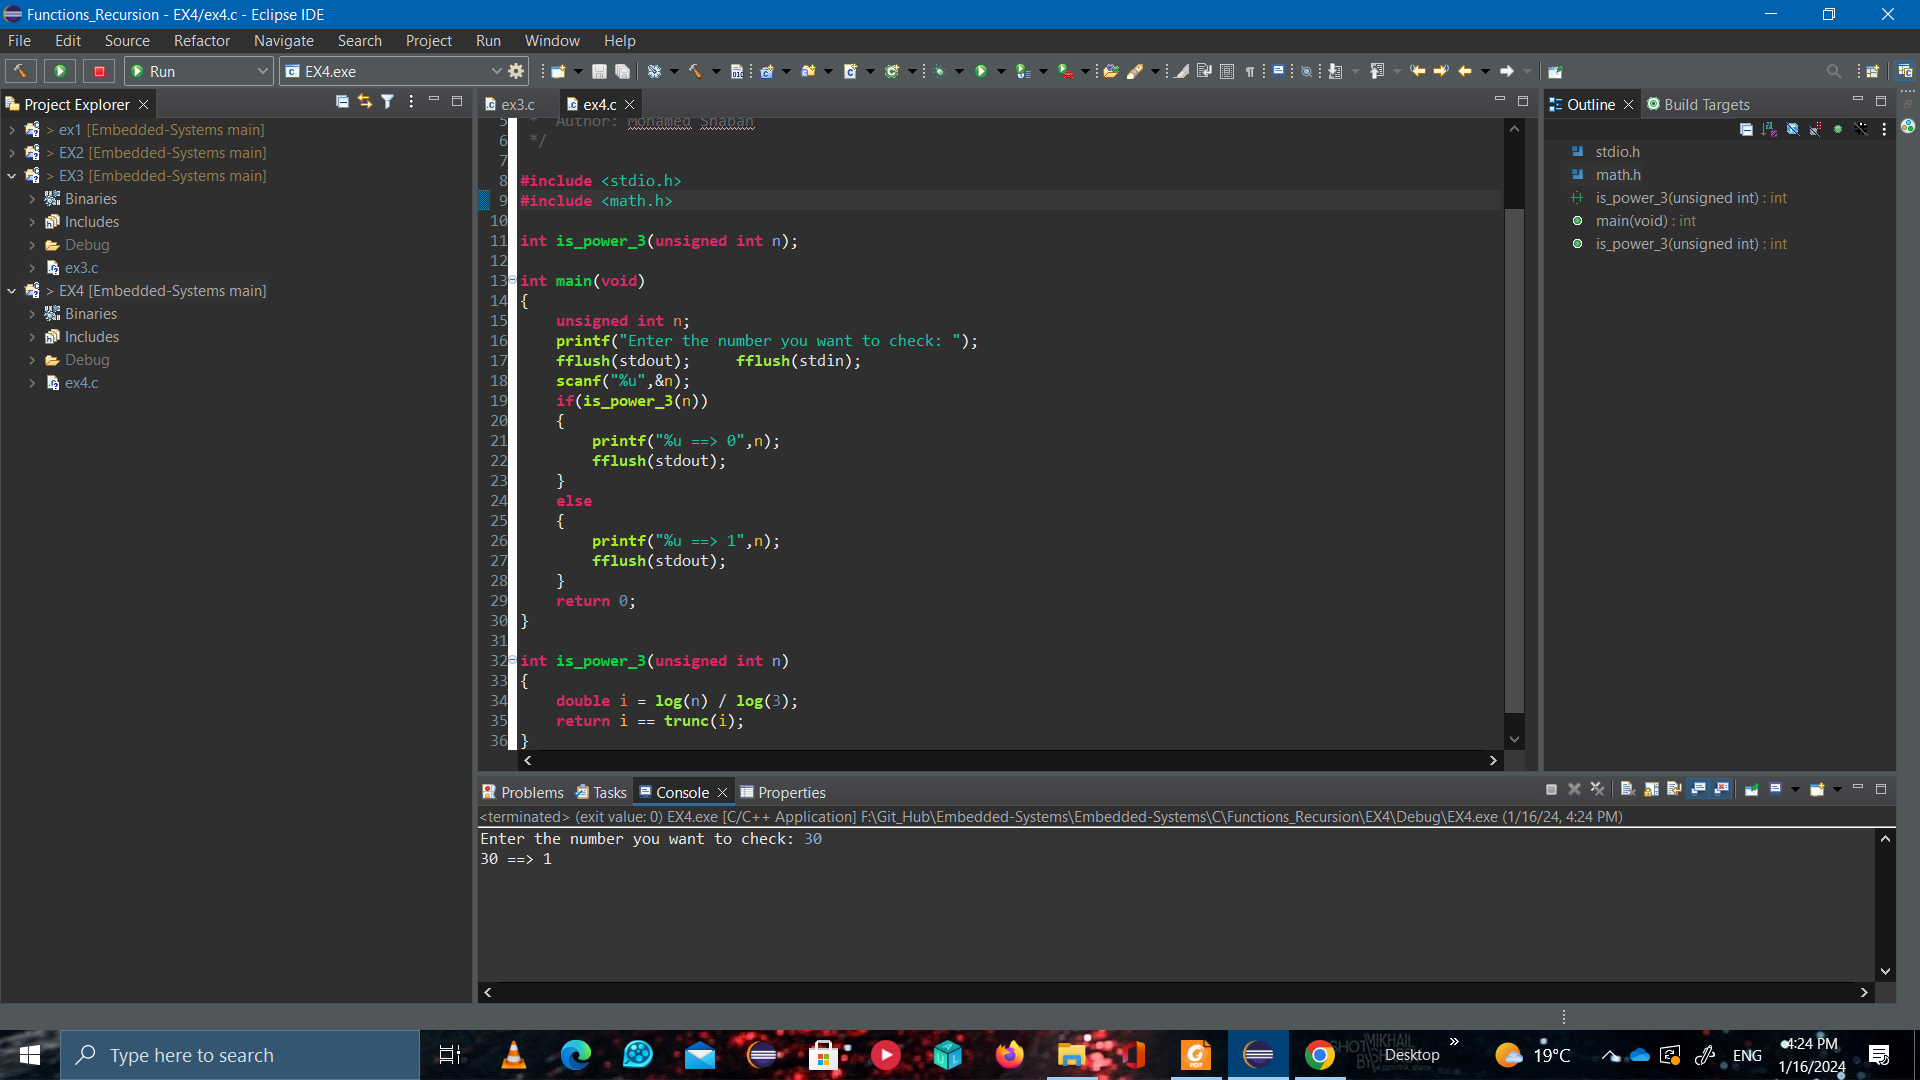 Functions_Recursion - EX4/ex4.c - Eclipse IDE
File Edit Source Refactor Navigate Search Project Run Window Help
Run
EX4.exe
Project Explorer
> ex1 [Embedded-Systems main]
> EX2 [Embedded-Systems main]
> EX3 [Embedded-Systems main]
Binaries
Includes
Debug
ex3.c
> EX4 [Embedded-Systems main]
Binaries
Includes
Debug
ex4.c
ex3.c
ex4.c
5 * Author: Mohamed Shaban
6 */
7
8 #include <stdio.h>
9 #include <math.h>
10
11 int is_power_3(unsigned int n);
12
13 int main(void)
14 {
15 unsigned int n;
16 printf("Enter the number you want to check: ");
17 fflush(stdout); fflush(stdin);
18 scanf("%u",&n);
19 if(is_power_3(n))
20 {
21 printf("%u ==> 0",n);
22 fflush(stdout);
23 }
24 else
25 {
26 printf("%u ==> 1",n);
27 fflush(stdout);
28 }
29 return 0;
30 }
31
32 int is_power_3(unsigned int n)
33 {
34 double i = log(n) / log(3);
35 return i == trunc(i);
36 }
Outline
Build Targets
stdio.h
math.h
is_power_3(unsigned int) : int
main(void) : int
is_power_3(unsigned int) : int
Problems
Tasks
Console
Properties
<terminated> (exit value: 0) EX4.exe [C/C++ Application] F:\Git_Hub\Embedded-Systems\Embedded-Systems\C\Functions_Recursion\EX4\Debug\EX4.exe (1/16/24, 4:24 PM)
Enter the number you want to check: 30
30 ==> 1
Type here to search
Desktop
19°C
ENG
4:24 PM
1/16/2024